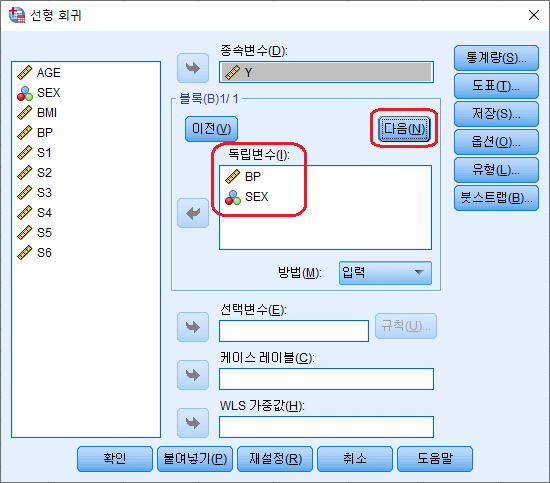 선형 회귀
AGE
SEX
BMI
BP
S1
S2
S3
S4
S5
S6
종속변수(D):
Y
블록(B)1/ 1
이전(V)
다음(N)
독립변수(I):
BP
SEX
방법(M):
입력
선택변수(E):
규칙(U)...
케이스 레이블(C):
WLS 가중값(H):
통계량(S)...
도표(T)...
저장(S)...
옵션(O)...
유형(L)...
붓스트랩(B)...
확인
붙여넣기(P)
재설정(R)
취소
도움말